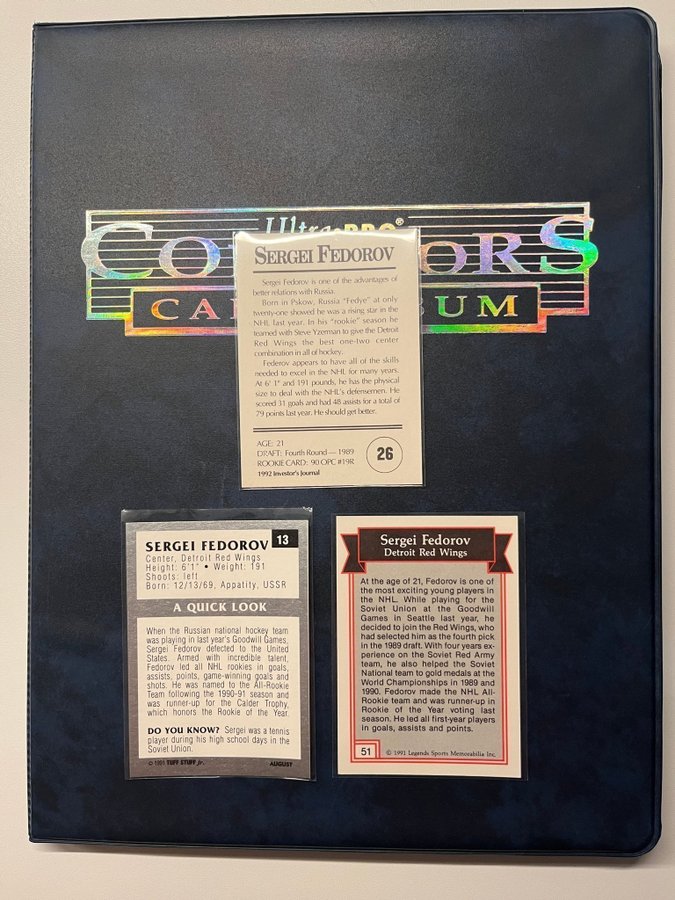 Ultra PRO®
CO ORS
CA UM
SERGEI FEDOROV
Sergei Fedorov is one of the advantages of
better relations with Russia.
Born in Pskow, Russia "Fedye" at only
twenty-one showed he was a rising star in the
NHL last year. In his "rookie" season he
teamed with Steve Yzerman to give the Detroit
Red Wings the best one-two center
combination in all of hockey.
Federov appears to have all of the skills
needed to excel in the NHL for many years.
At 6' 1" and 191 pounds, he has the physical
size to deal with the NHL's defensemen. He
scored 31 goals and had 48 assists for a total of
79 points last year. He should get better.
AGE: 21
DRAFT: Fourth Round — 1989
ROOKIE CARD: 90 OPC #19R
1992 Investor's Journal
26
SERGEI FEDOROV 13
Center, Detroit Red Wings
Height: 6'1" • Weight: 191
Shoots: left
Born: 12/13/69, Appatity, USSR
A QUICK LOOK
When the Russian national hockey team
was playing in last year's Goodwill Games,
Sergei Fedorov defected to the United
States. Armed with incredible talent,
Fedorov led all NHL rookies in goals,
assists, points, game-winning goals and
shots. He was named to the All-Rookie
Team following the 1990-91 season and
was runner-up for the Calder Trophy,
which honors the Rookie of the Year.
DO YOU KNOW? Sergei was a tennis
player during his high school days in the
Soviet Union.
© 1991 TUFF STUFF Jr. AUGUST
Sergei Fedorov
Detroit Red Wings
At the age of 21, Fedorov is one of
the most exciting young players in
the NHL. While playing for the
Soviet Union at the Goodwill
Games in Seattle last year, he
decided to join the Red Wings, who
had selected him as the fourth pick
in the 1989 draft. With four years ex-
perience on the Soviet Red Army
team, he also helped the Soviet
National team to gold medals at the
World Championships in 1989 and
1990. Fedorov made the NHL All-
Rookie team and was runner-up in
Rookie of the Year voting last
season. He led all first-year players
in goals, assists and points.
51 © 1991 Legends Sports Memorabilia Inc.